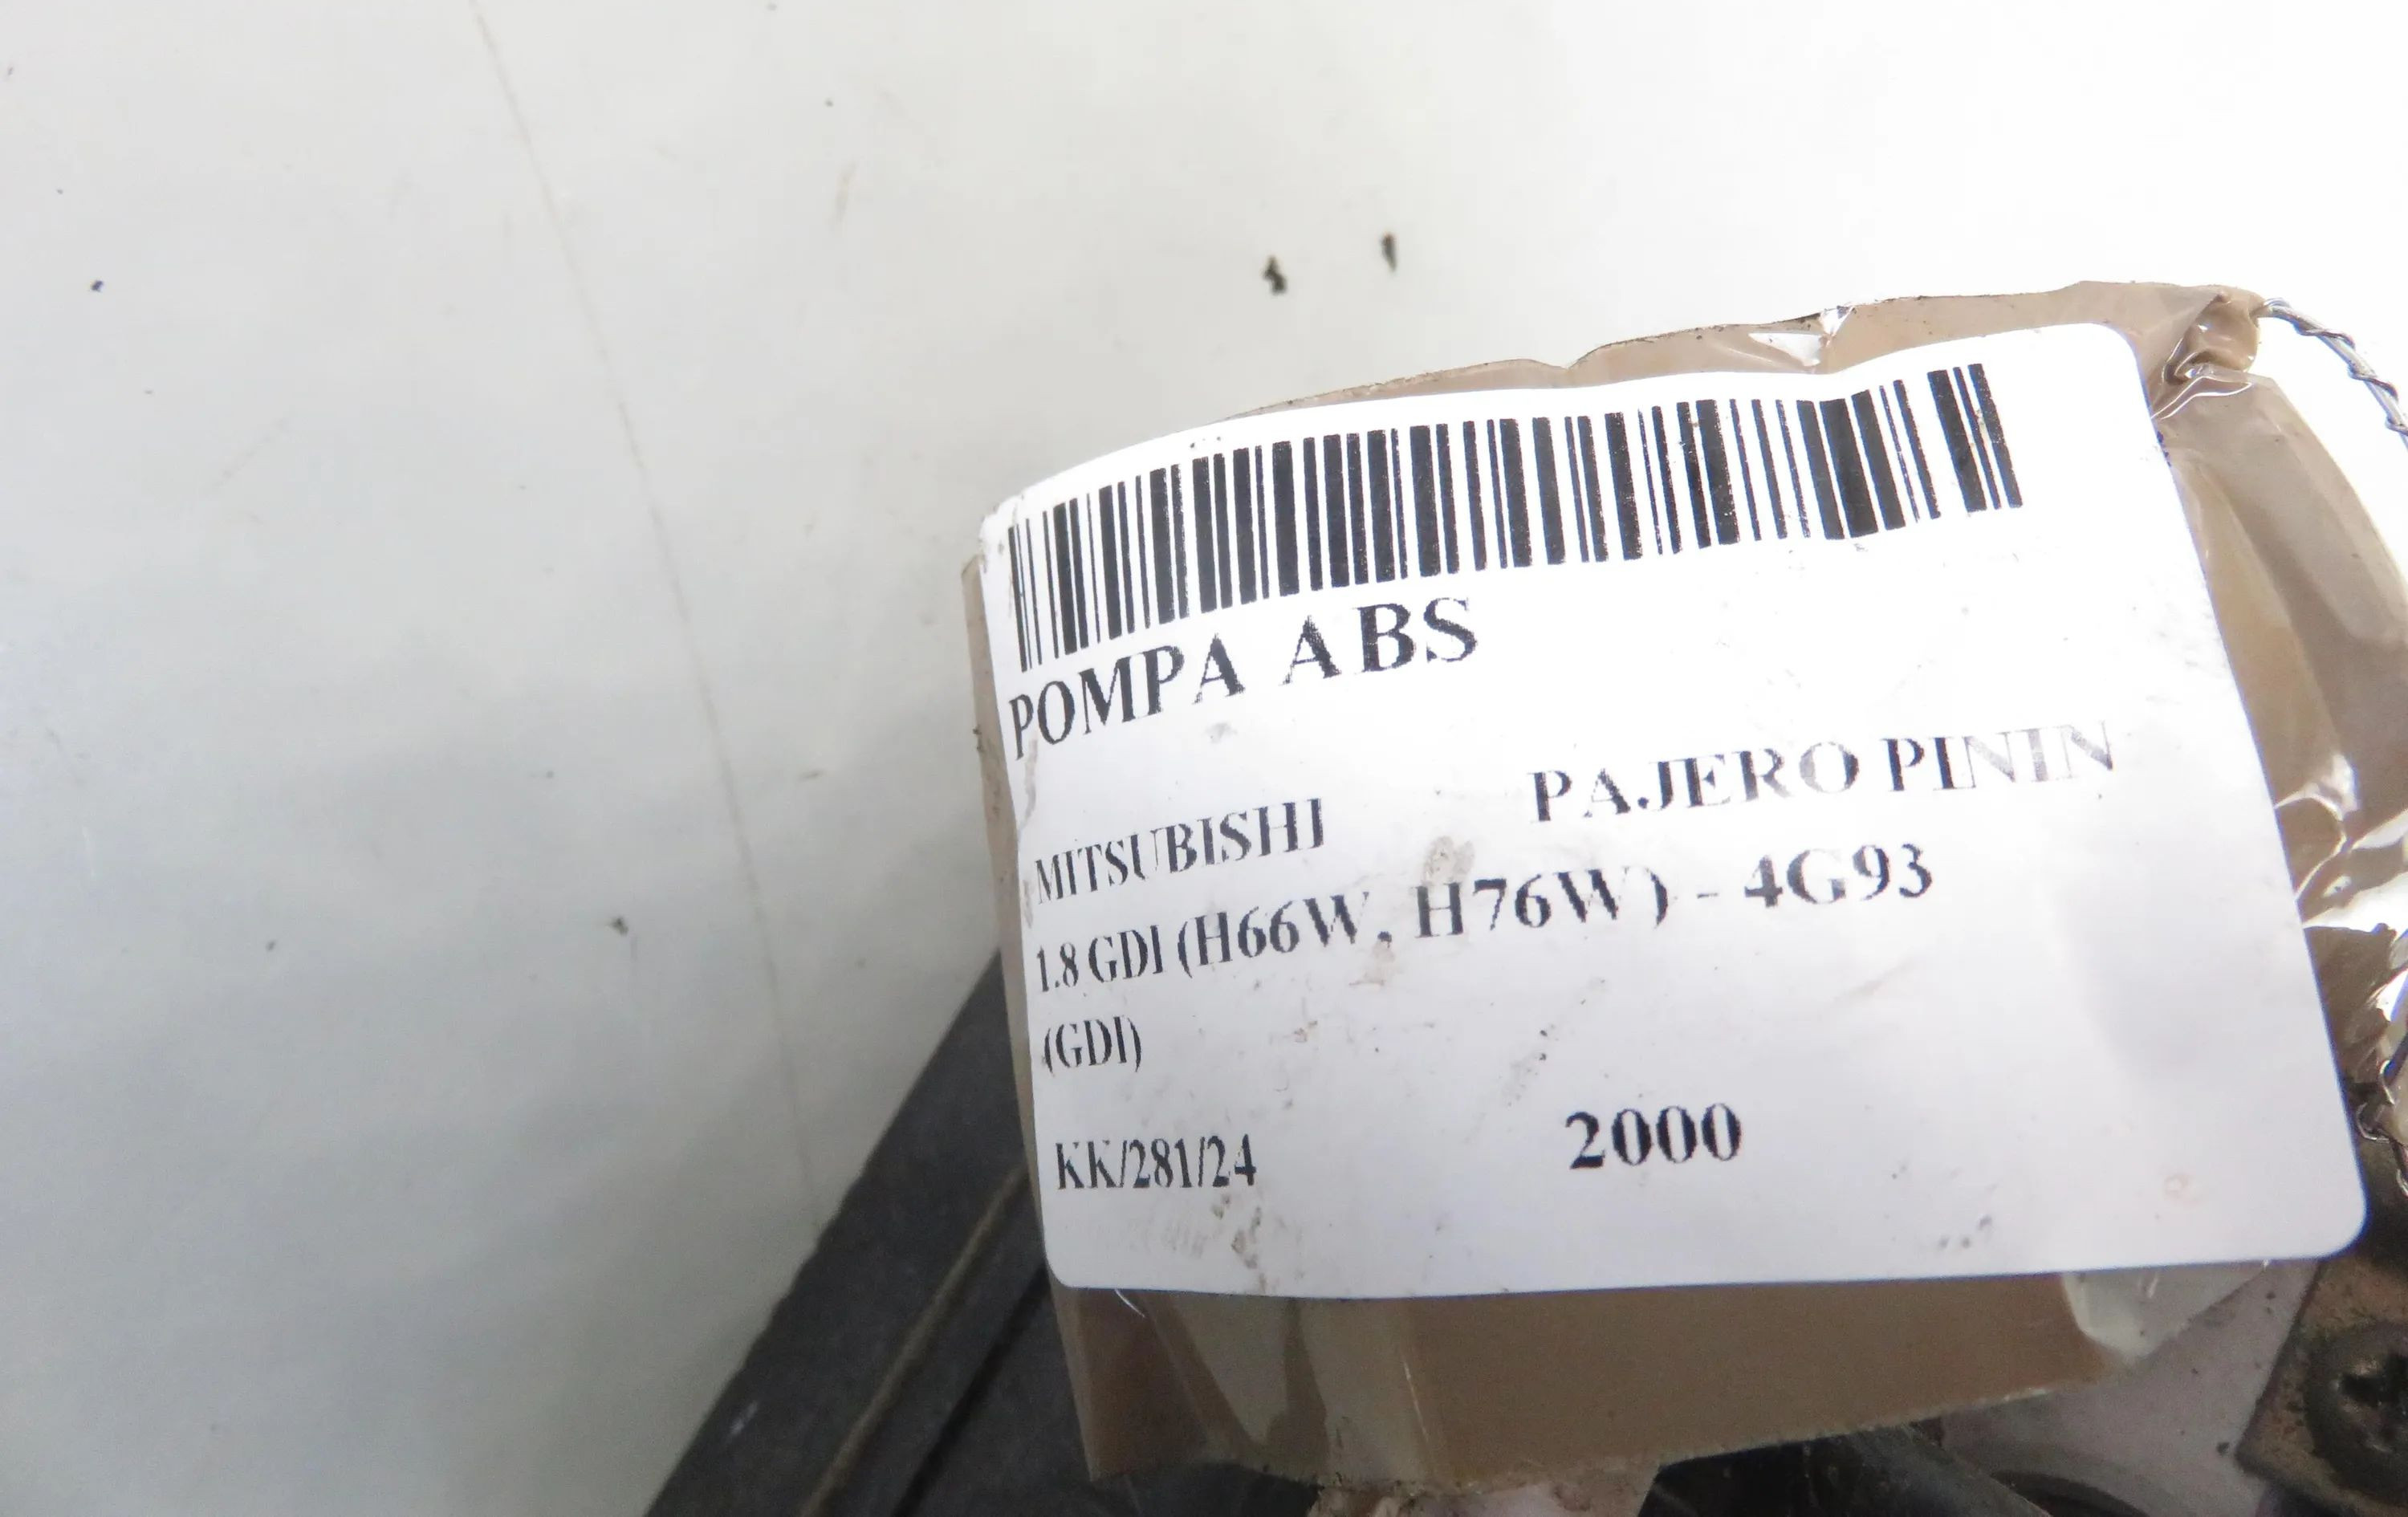 POMPA ABS
MITSUBISHI PAJERO PININ
1.8 GDI (H66W, H76W) - 4G93
(GDI)
KK/281/24 2000